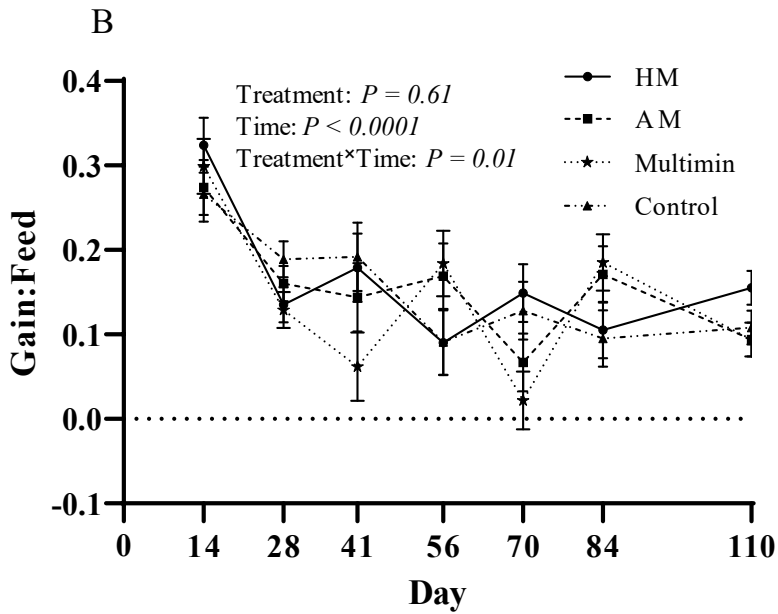 B
Treatment: P = 0.61
Time: P < 0.0001
Treatment×Time: P = 0.01
HM
AM
Multimin
Control
Gain:Feed
0.4
0.3
0.2
0.1
0.0
-0.1
0 14 28 41 56 70 84 110
Day